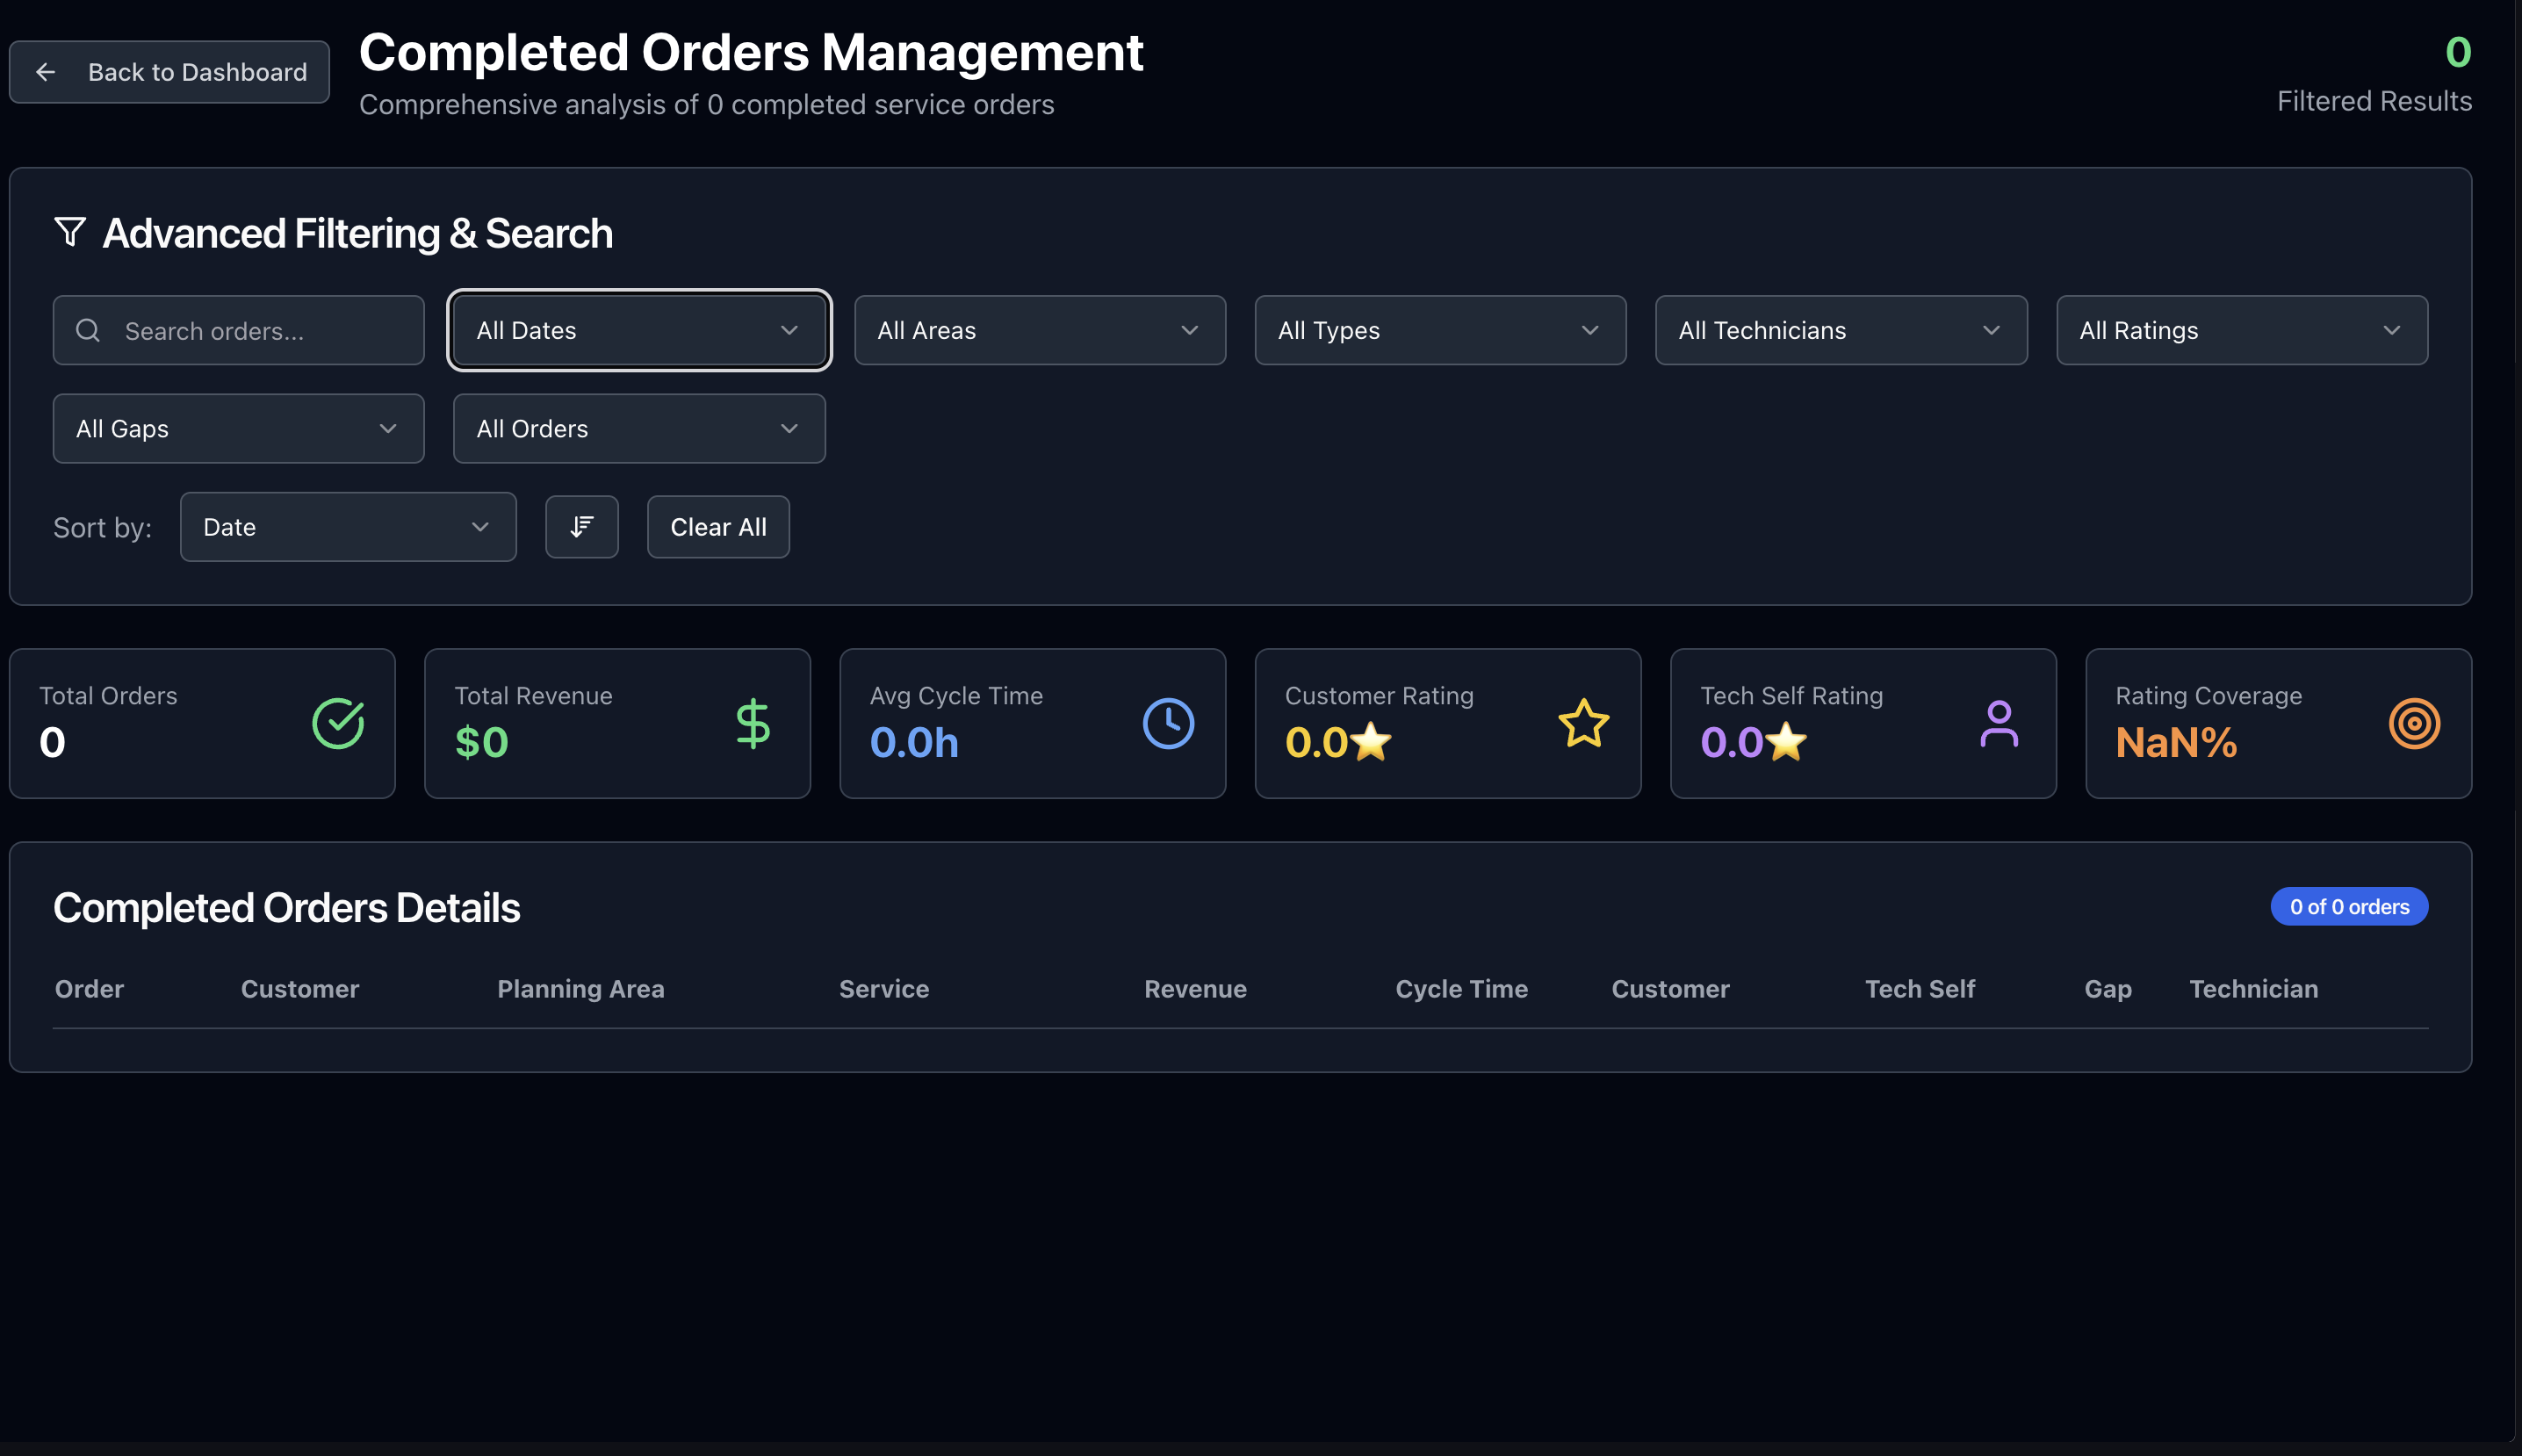 Back to Dashboard
Completed Orders Management
Comprehensive analysis of 0 completed service orders
0
Filtered Results
Advanced Filtering & Search
Search orders...
All Dates
All Areas
All Types
All Technicians
All Ratings
All Gaps
All Orders
Sort by:
Date
Clear All
Total Orders
0
Total Revenue
$0
Avg Cycle Time
0.0h
Customer Rating
0.0⭐
Tech Self Rating
0.0⭐
Rating Coverage
NaN%
Completed Orders Details
0 of 0 orders
Order Customer Planning Area Service Revenue Cycle Time Customer Tech Self Gap Technician